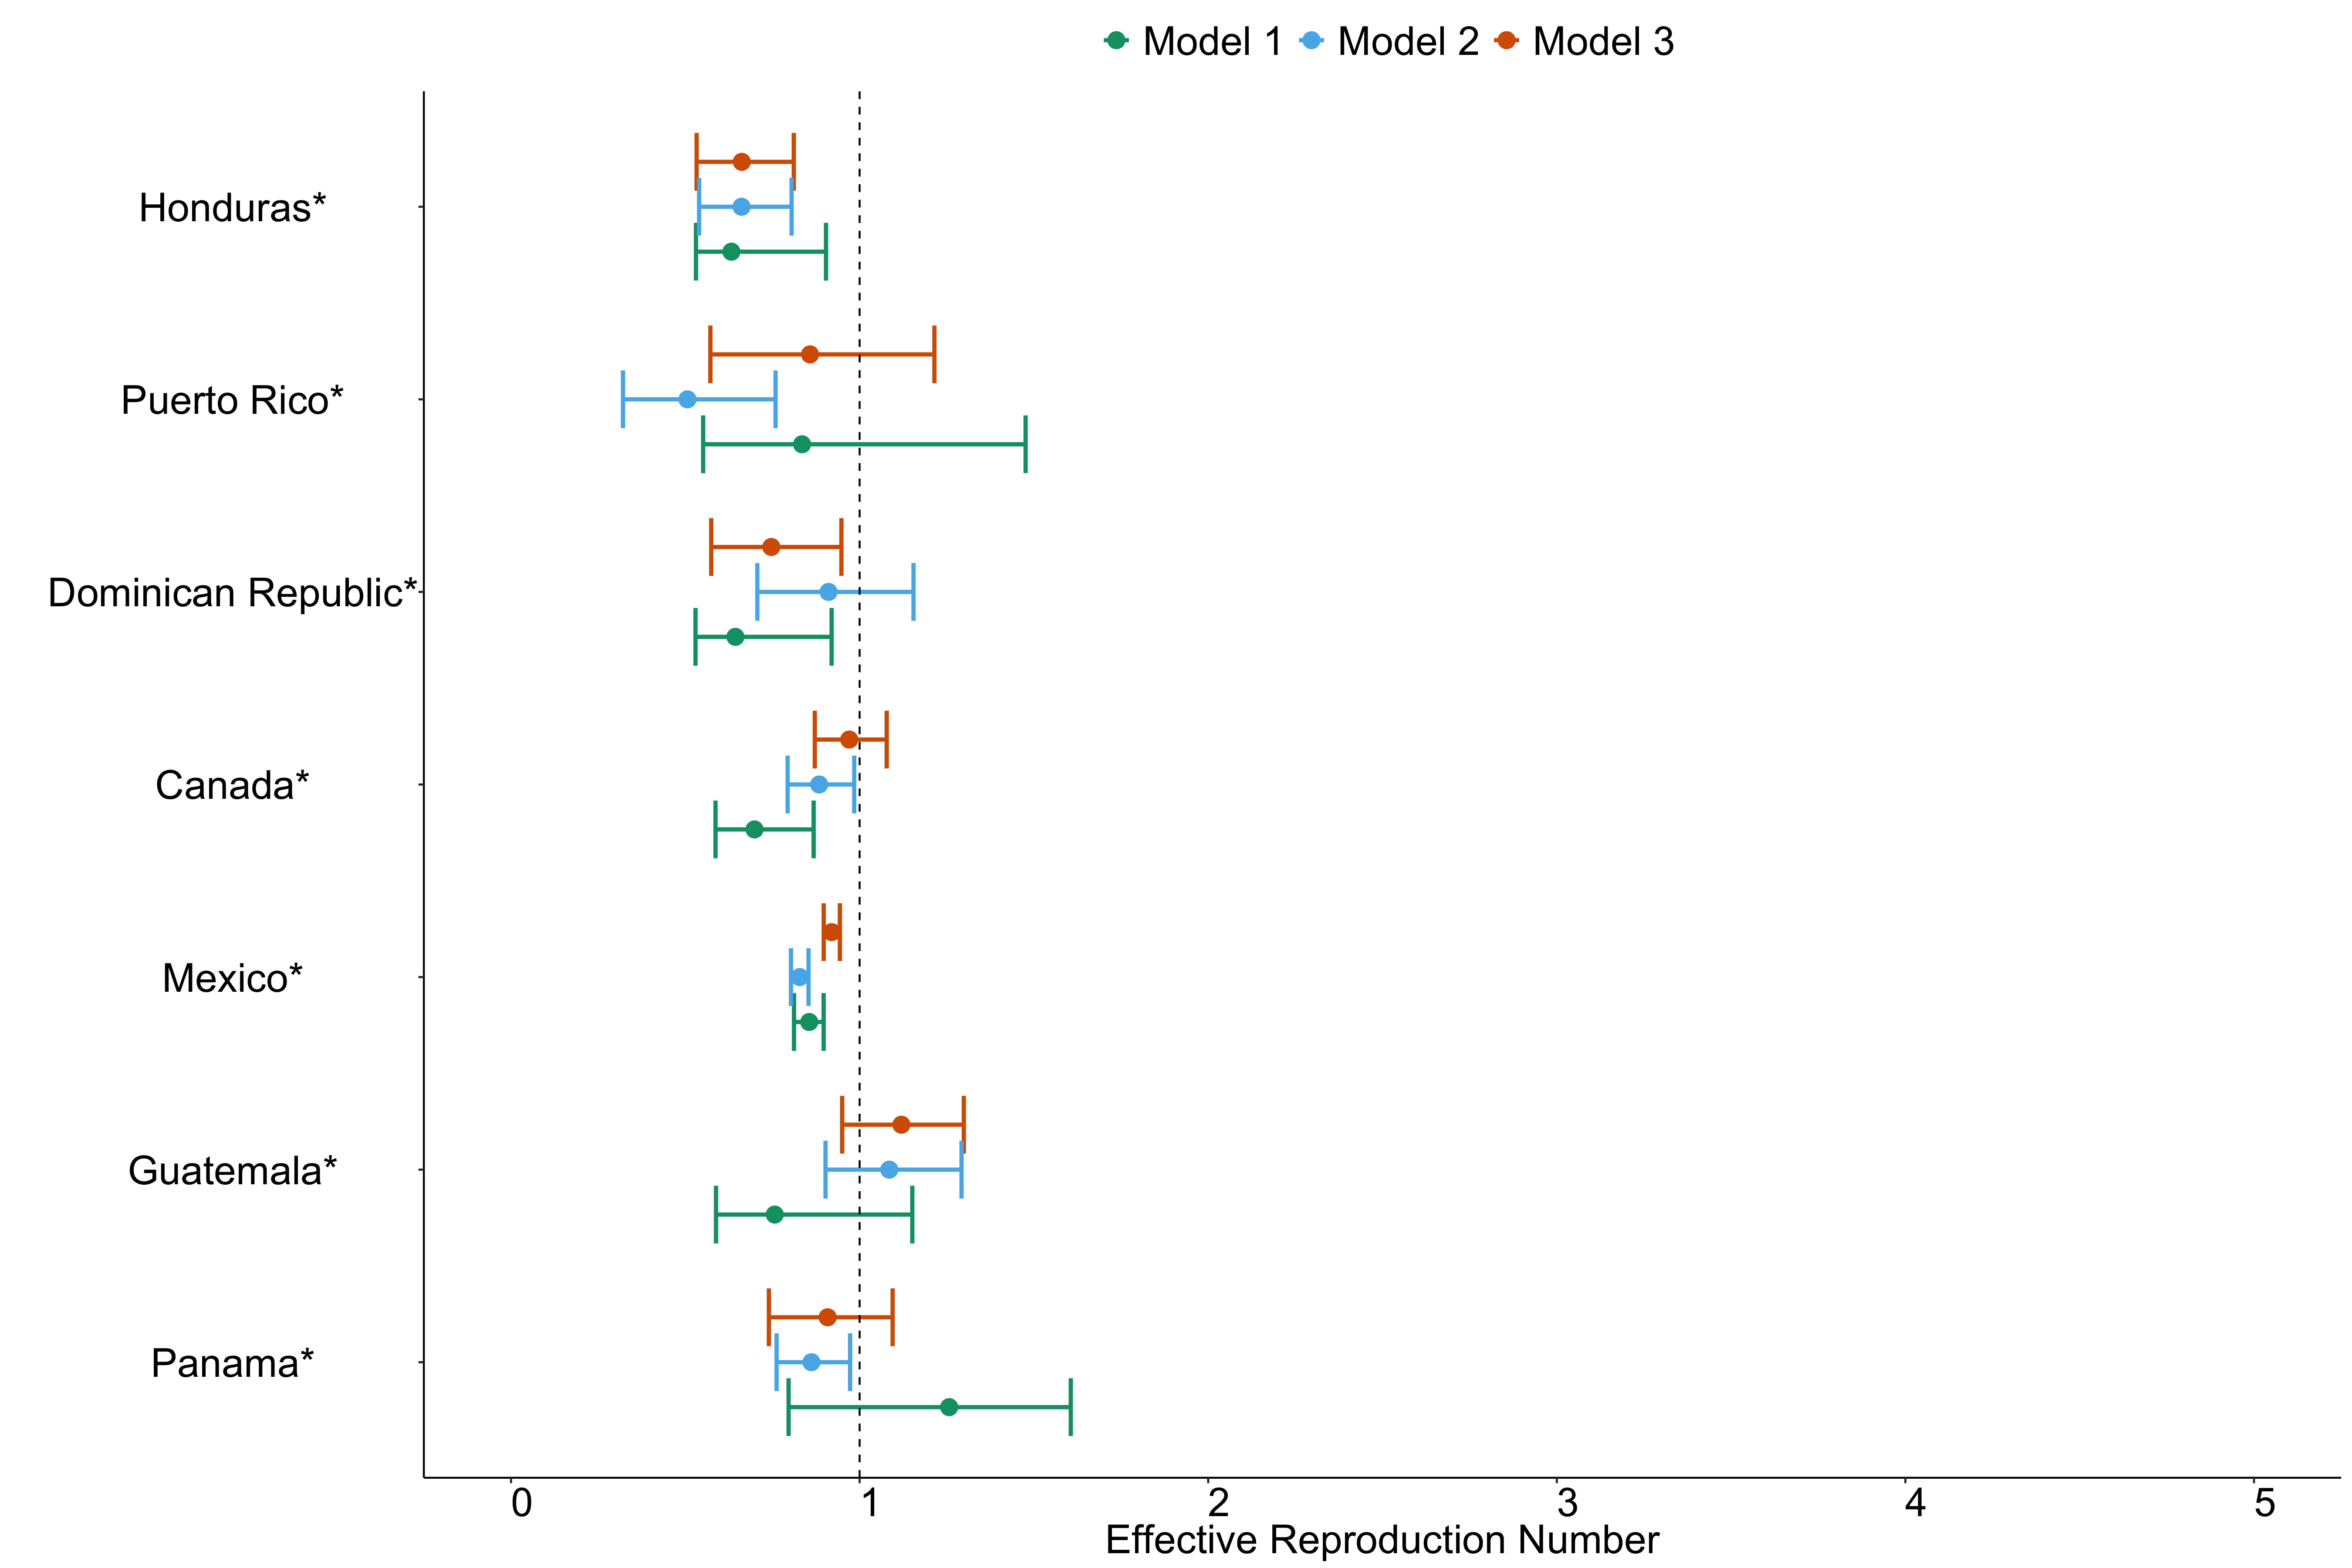 Model 1 Model 2 Model 3
Honduras*
Puerto Rico*
Dominican Republic*
Canada*
Mexico*
Guatemala*
Panama*
0 1 2 3 4 5
Effective Reproduction Number